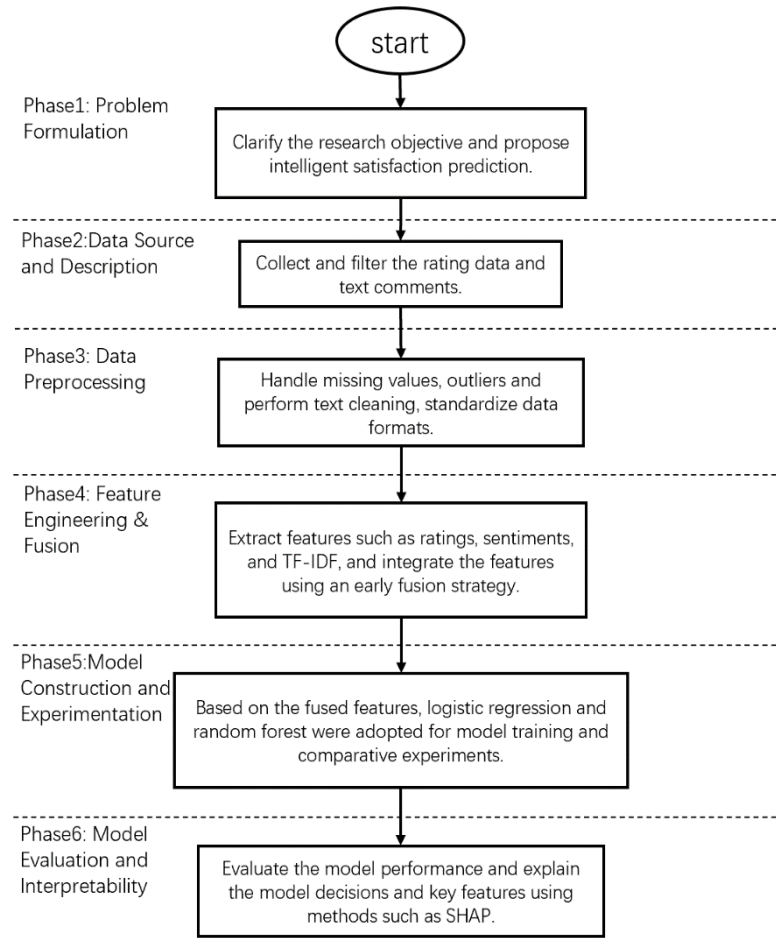 start
Phase1: Problem
Formulation
Clarify the research objective and propose
intelligent satisfaction prediction.
Phase2:Data Source
and Description
Collect and filter the rating data and
text comments.
Phase3: Data
Preprocessing
Handle missing values, outliers and
perform text cleaning, standardize data
formats.
Phase4: Feature
Engineering &
Fusion
Extract features such as ratings, sentiments,
and TF-IDF, and integrate the features
using an early fusion strategy.
Phase5:Model
Construction and
Experimentation
Based on the fused features, logistic regression and
random forest were adopted for model training and
comparative experiments.
Phase6: Model
Evaluation and
Interpretability
Evaluate the model performance and explain
the model decisions and key features using
methods such as SHAP.